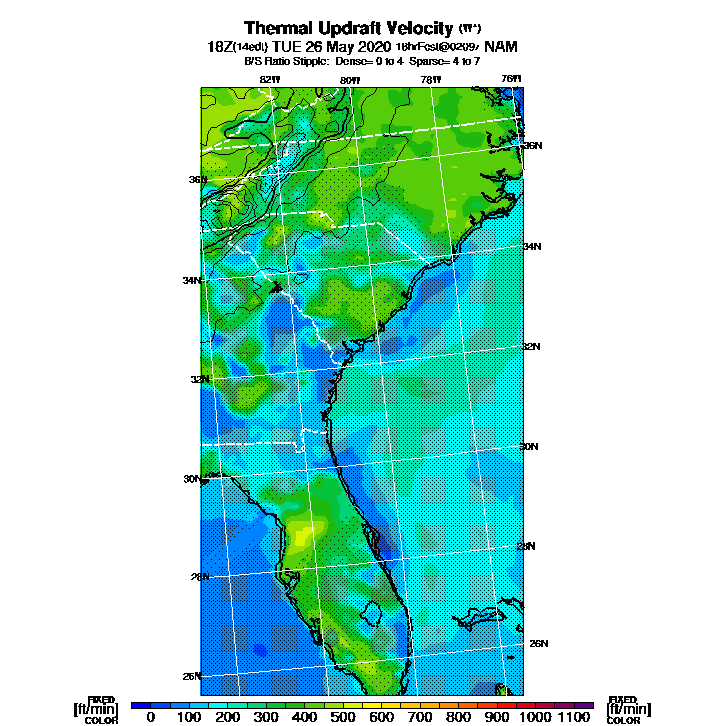 Thermal Updraft Velocity (W*)
18Z(14edt) TUE 26 May 2020 18hrFcst@0209z NAM
B/S Ratio Stipple: Dense= 0 to 4 Sparse= 4 to 7
82W 80W 78W 76W
36N
36N
34N
34N
32N
32N
30N
30N
28N
28N
26N
26N
FIXED [ft/min] COLOR
0 100 200 300 400 500 600 700 800 900 1000 1100
FIXED [ft/min] COLOR